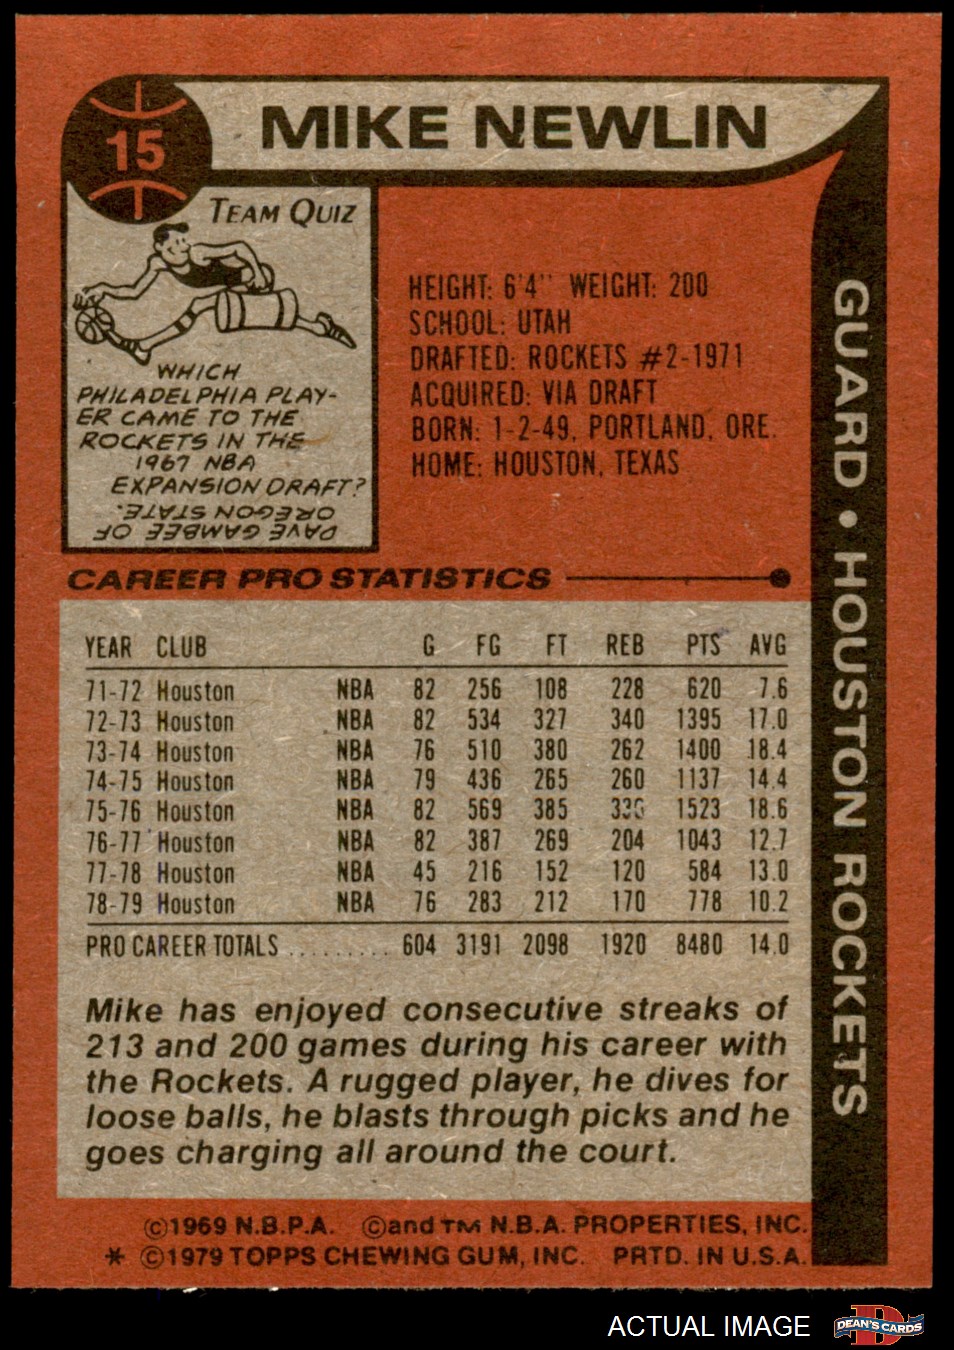 15
MIKE NEWLIN
TEAM QUIZ
WHICH
PHILADELPHIA PLAY-
ER CAME TO THE
ROCKETS IN THE
1967 NBA
EXPANSION DRAFT?
DAVE GAMBEE OF
OREGON STATE.
HEIGHT: 6'4" WEIGHT: 200
SCHOOL: UTAH
DRAFTED: ROCKETS #2-1971
ACQUIRED: VIA DRAFT
BORN: 1-2-49, PORTLAND, ORE.
HOME: HOUSTON, TEXAS
GUARD • HOUSTON ROCKETS
CAREER PRO STATISTICS
YEAR CLUB G FG FT REB PTS AVG
71-72 Houston NBA 82 256 108 228 620 7.6
72-73 Houston NBA 82 534 327 340 1395 17.0
73-74 Houston NBA 76 510 380 262 1400 18.4
74-75 Houston NBA 79 436 265 260 1137 14.4
75-76 Houston NBA 82 569 385 336 1523 18.6
76-77 Houston NBA 82 387 269 204 1043 12.7
77-78 Houston NBA 45 216 152 120 584 13.0
78-79 Houston NBA 76 283 212 170 778 10.2
PRO CAREER TOTALS ......... 604 3191 2098 1920 8480 14.0
Mike has enjoyed consecutive streaks of
213 and 200 games during his career with
the Rockets. A rugged player, he dives for
loose balls, he blasts through picks and he
goes charging all around the court.
©1969 N.B.P.A. ©and TM N.B.A. PROPERTIES, INC.
* ©1979 TOPPS CHEWING GUM, INC. PRTD. IN U.S.A.
ACTUAL IMAGE
D
DEAN'S CARDS